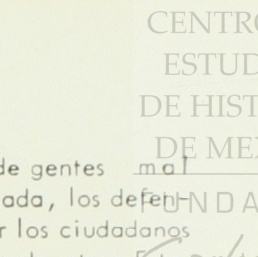 CENTRO
ESTUD
DE HIST
DE MEX
de gentes mal
ada, los defen-
FUNDA
r los ciudadanos